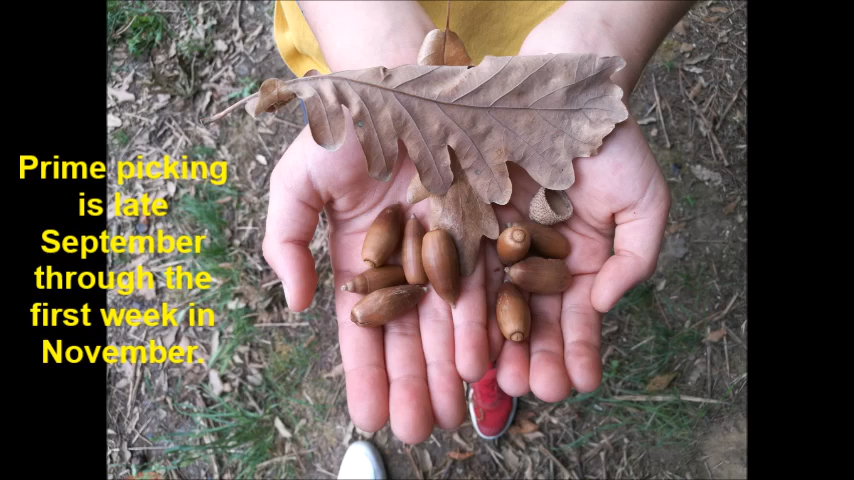 Prime picking
is late
September
through the
first week in
November.